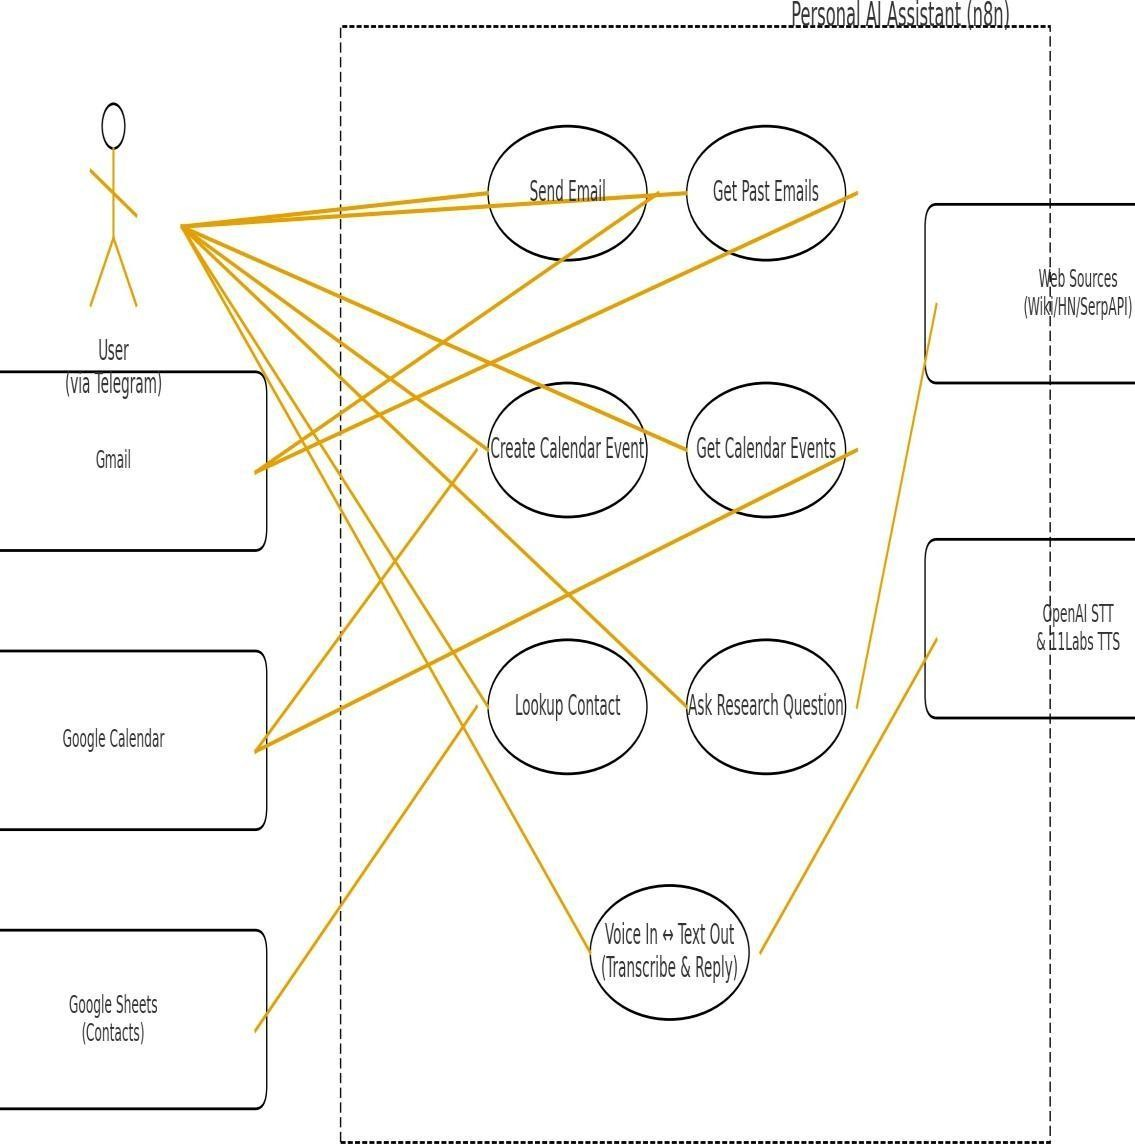 Personal AI Assistant (n8n)
Send Email
Get Past Emails
Web Sources
(Wiki/HN/SerpAPI)
User
(via Telegram)
Gmail
Create Calendar Event
Get Calendar Events
OpenAI STT
& 11Labs TTS
Google Calendar
Lookup Contact
Ask Research Question
Voice In ↔ Text Out
(Transcribe & Reply)
Google Sheets
(Contacts)